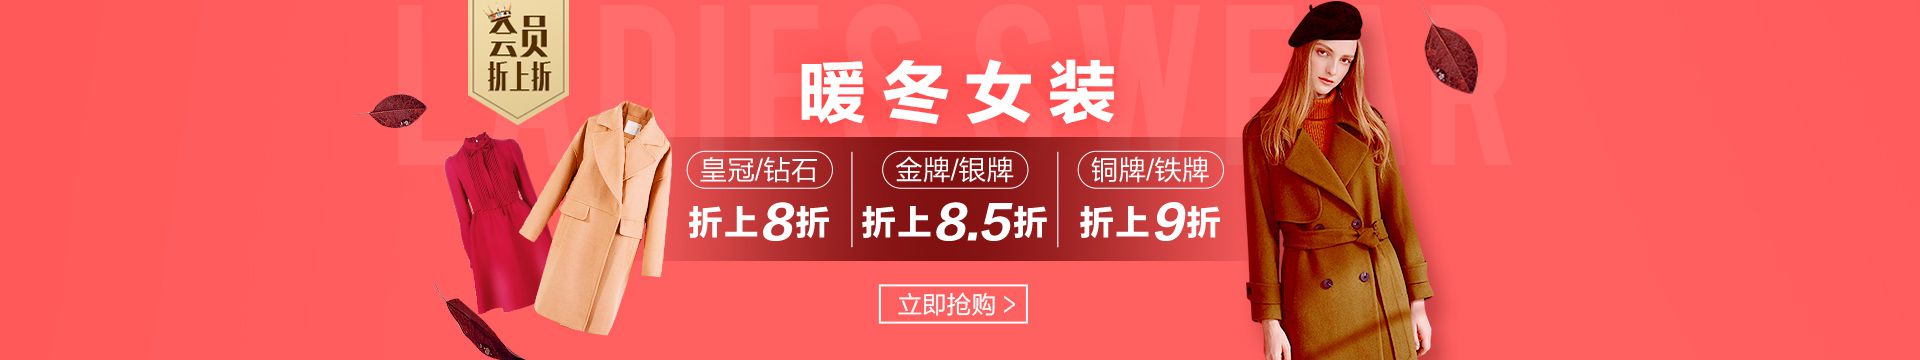 LADIES WEAR
会员
折上折
暖冬女装
皇冠/钻石
折上8折
金牌/银牌
折上8.5折
铜牌/铁牌
折上9折
立即抢购 >